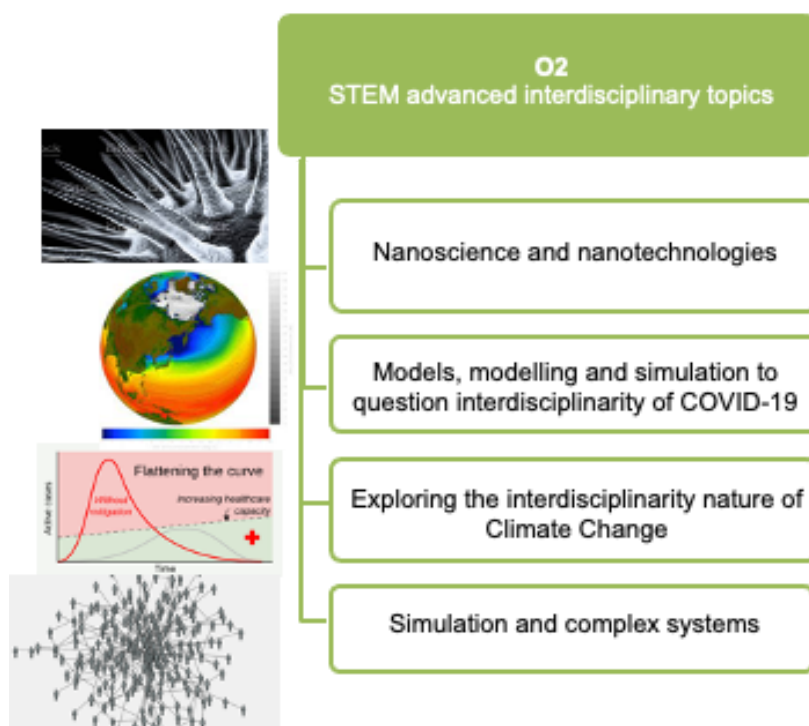 O2
STEM advanced interdisciplinary topics
Nanoscience and nanotechnologies
Models, modelling and simulation to
question interdisciplinarity of COVID-19
Flattening the curve
Without
mitigation
Increasing healthcare
capacity
Active cases
Time
Exploring the interdisciplinarity nature of
Climate Change
Simulation and complex systems